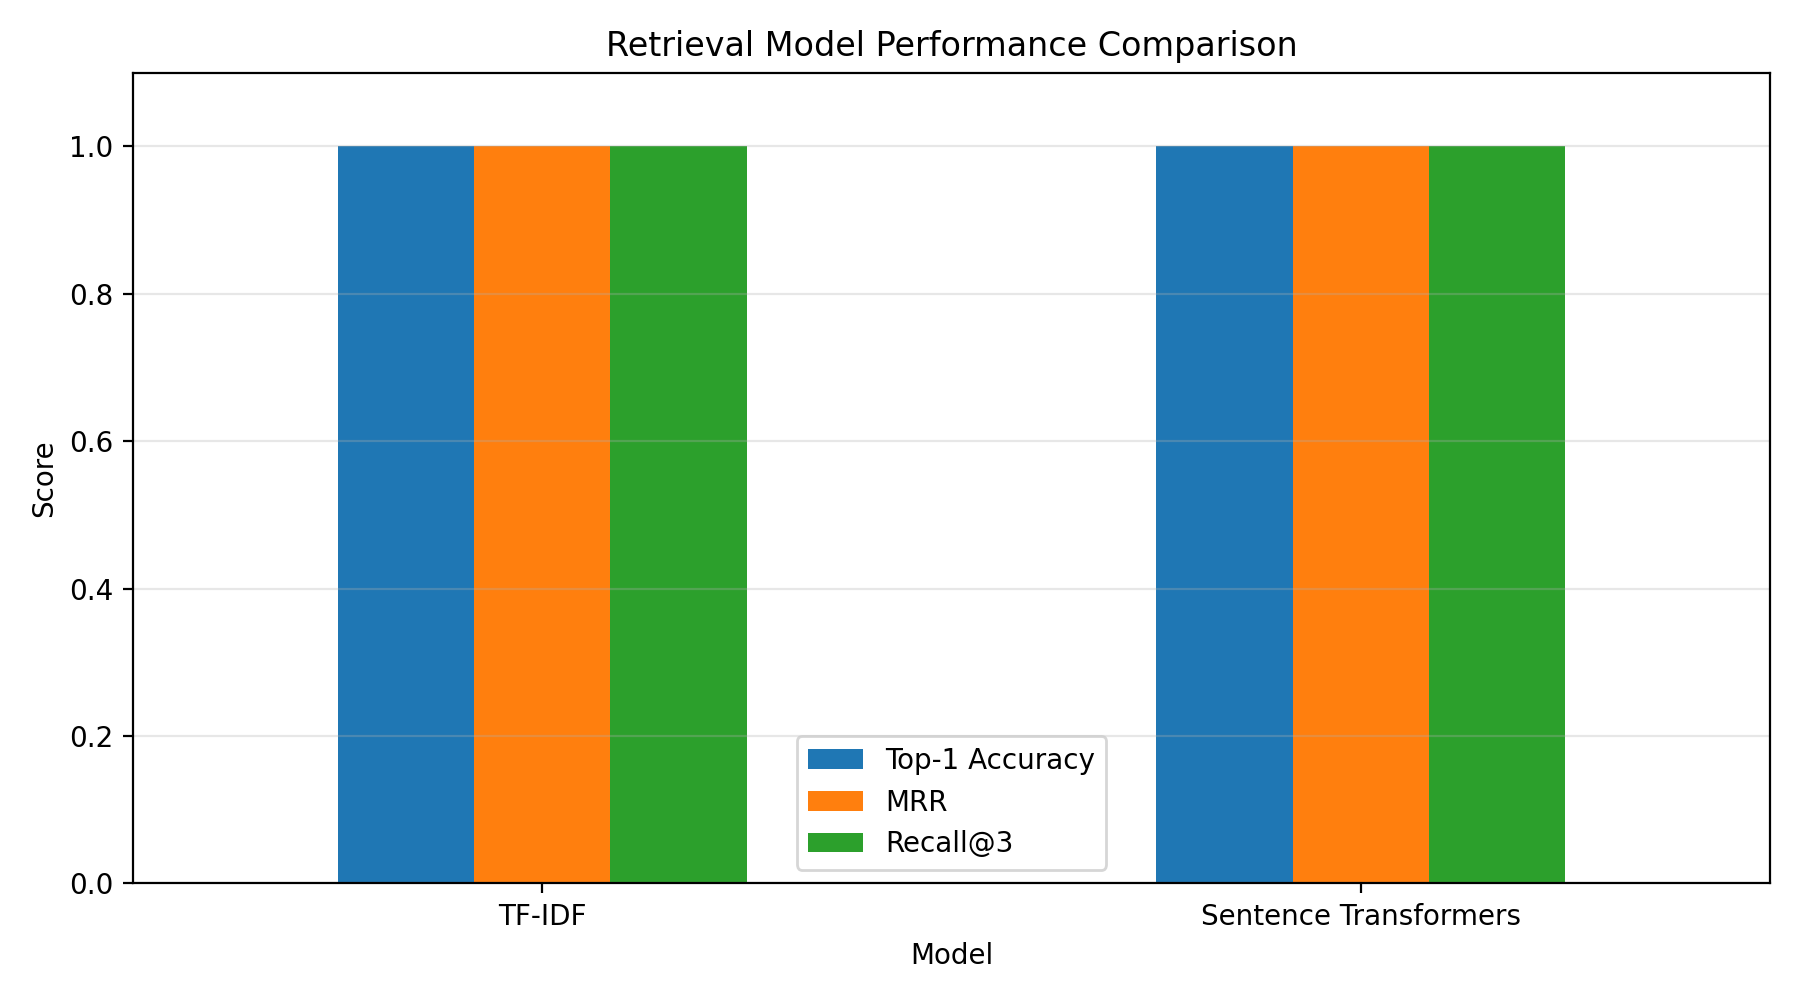 Retrieval Model Performance Comparison
Score
1.0
0.8
0.6
0.4
0.2
0.0
Top-1 Accuracy
MRR
Recall@3
TF-IDF
Sentence Transformers
Model